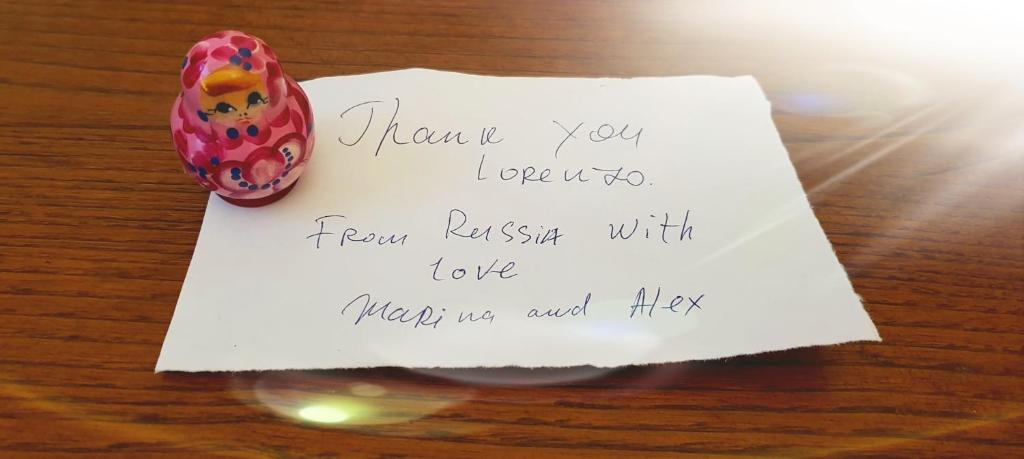 Thank you
Lorenzo.
From Russia with
love
Marina and Alex